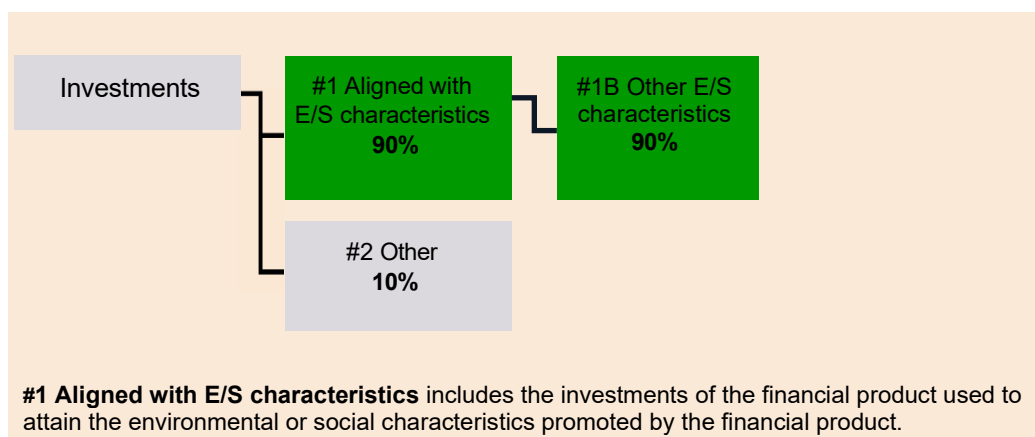 Investments
#1 Aligned with
E/S characteristics
90%
#1B Other E/S
characteristics
90%
#2 Other
10%
#1 Aligned with E/S characteristics includes the investments of the financial product used to
attain the environmental or social characteristics promoted by the financial product.